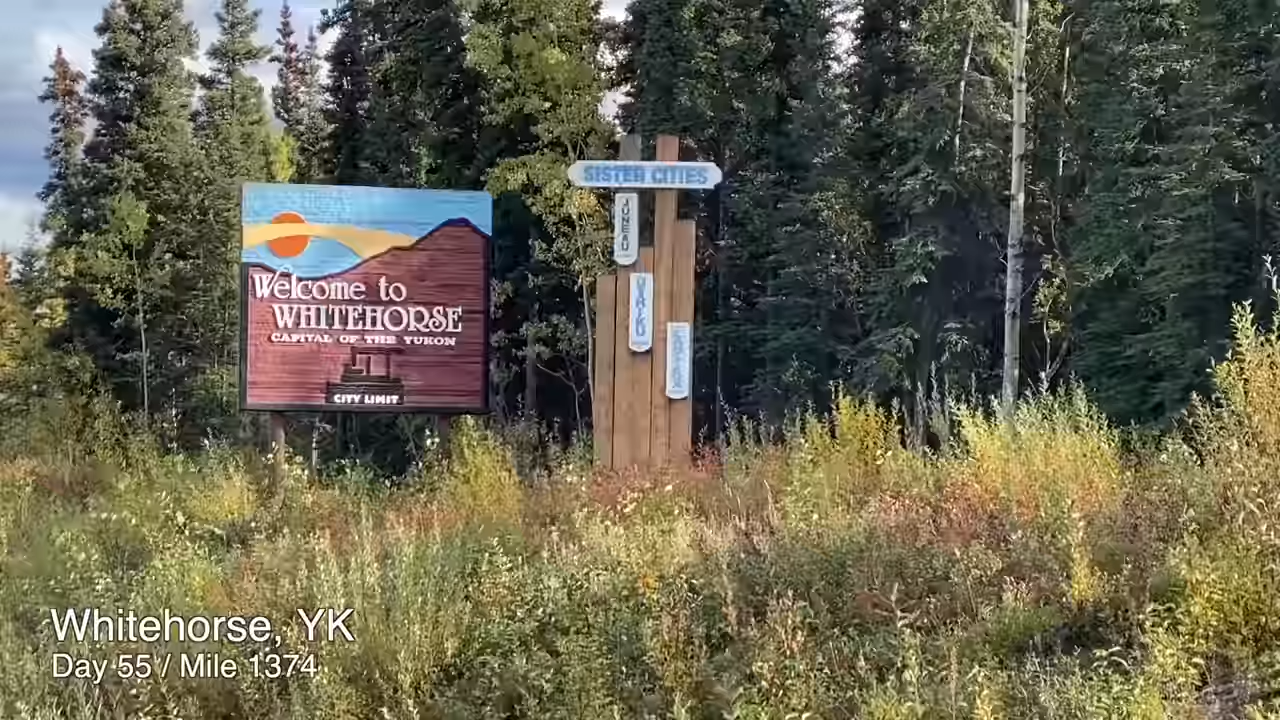 Welcome to
WHITEHORSE
CAPITAL OF THE YUKON
CITY LIMIT
SISTER CITIES
JUNEAU
Whitehorse, YK
Day 55 / Mile 1374